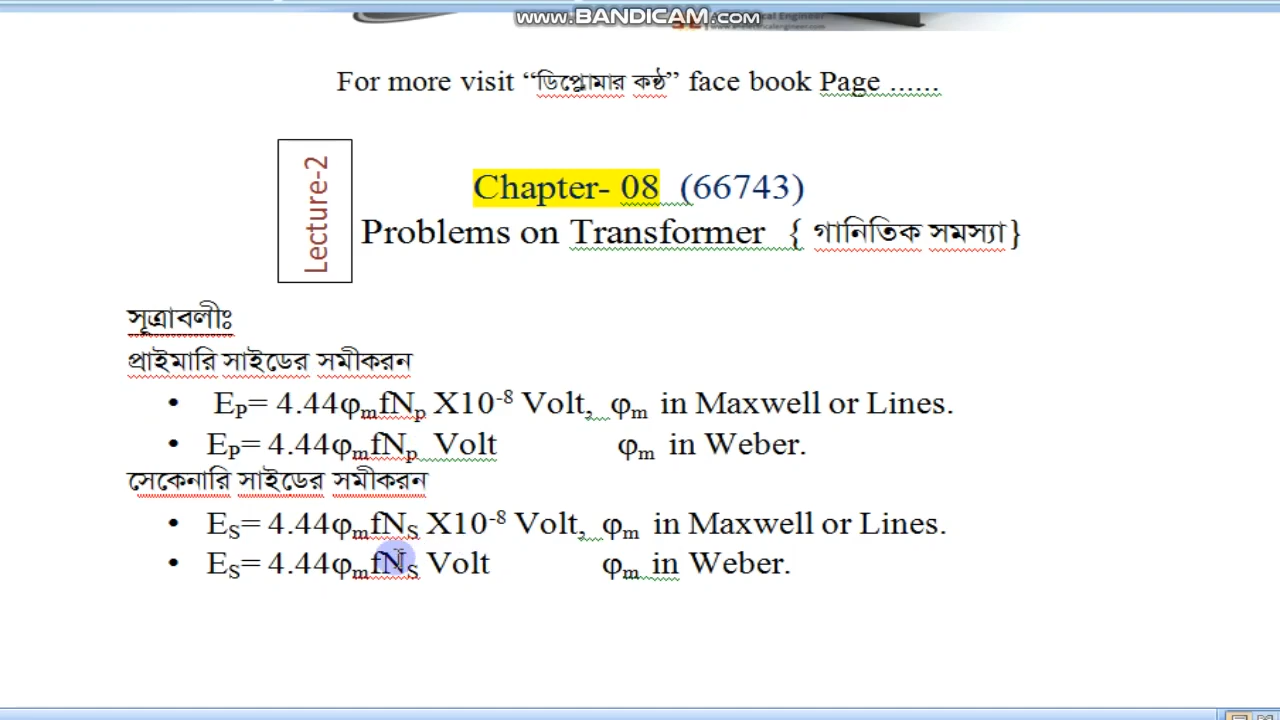 www.BANDICAM.com
For more visit “ডিপ্লোমার কন্ঠ” face book Page ......
Lecture-2
Chapter- 08 (66743)
Problems on Transformer { গানিতিক সমস্যা}
সূত্রাবলীঃ
প্রাইমারি সাইডের সমীকরন
• Eₚ= 4.44φₘfNₚ X10⁻⁸ Volt, φₘ in Maxwell or Lines.
• Eₚ= 4.44φₘfNₚ Volt φₘ in Weber.
সেকেনারি সাইডের সমীকরন
• Eₛ= 4.44φₘfNₛ X10⁻⁸ Volt, φₘ in Maxwell or Lines.
• Eₛ= 4.44φₘfNₛ Volt φₘ in Weber.